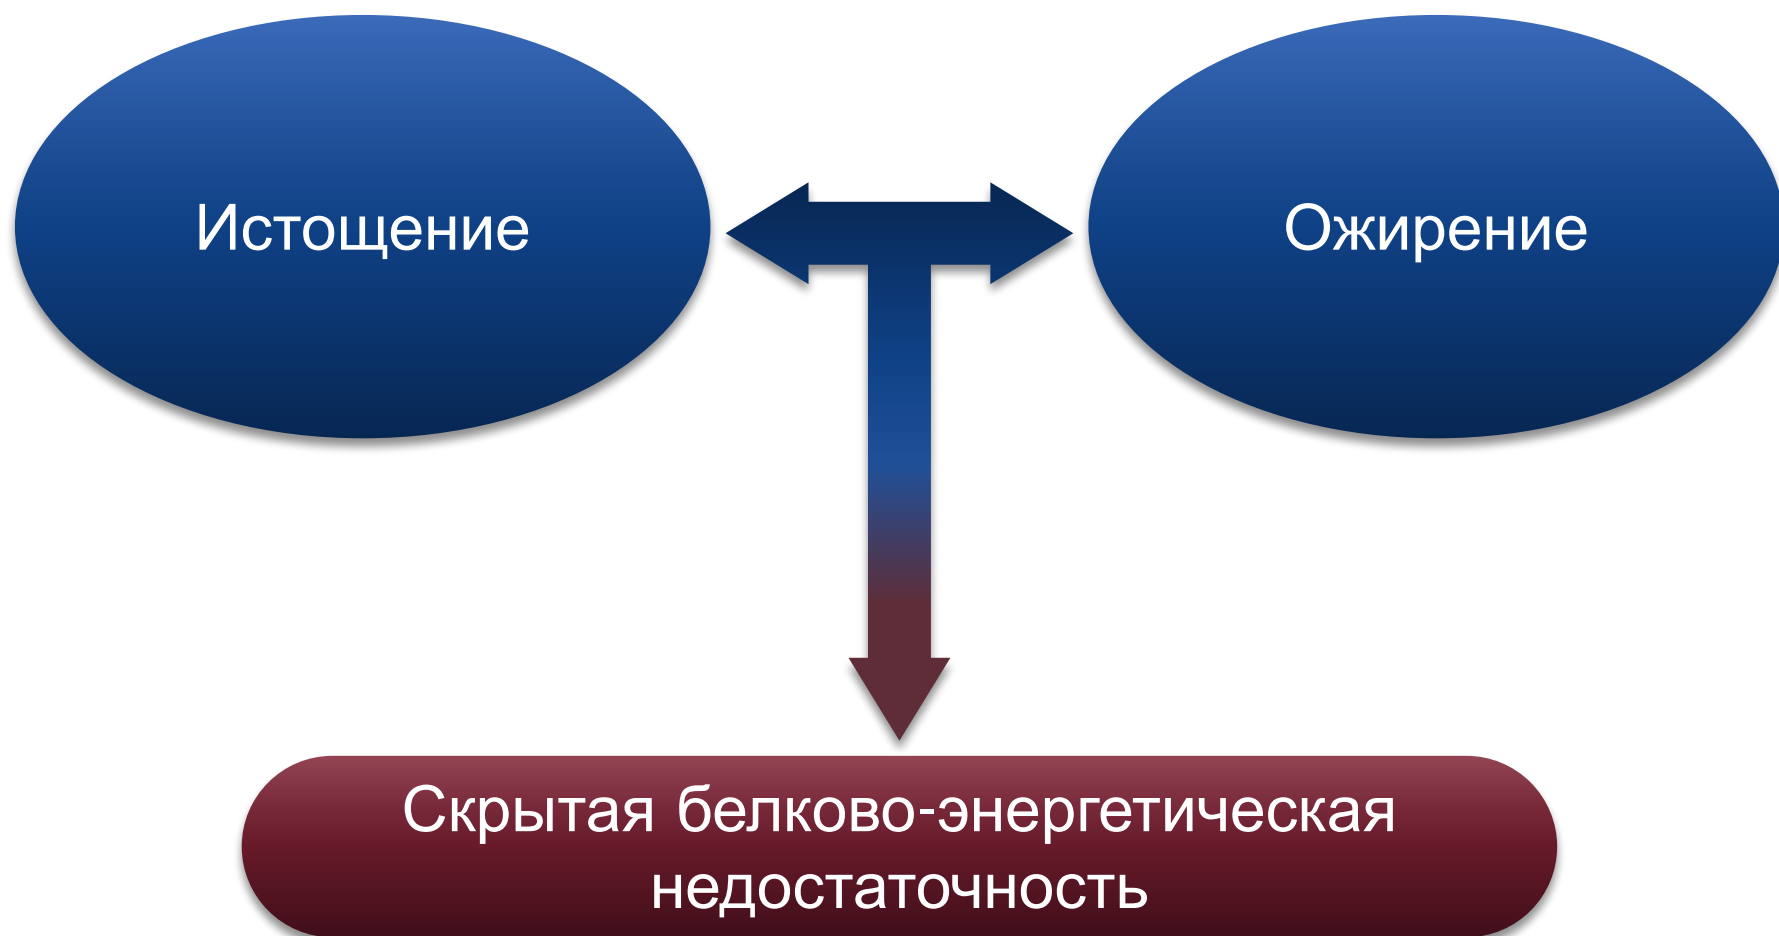 Истощение
Ожирение
Скрытая белково-энергетическая
недостаточность